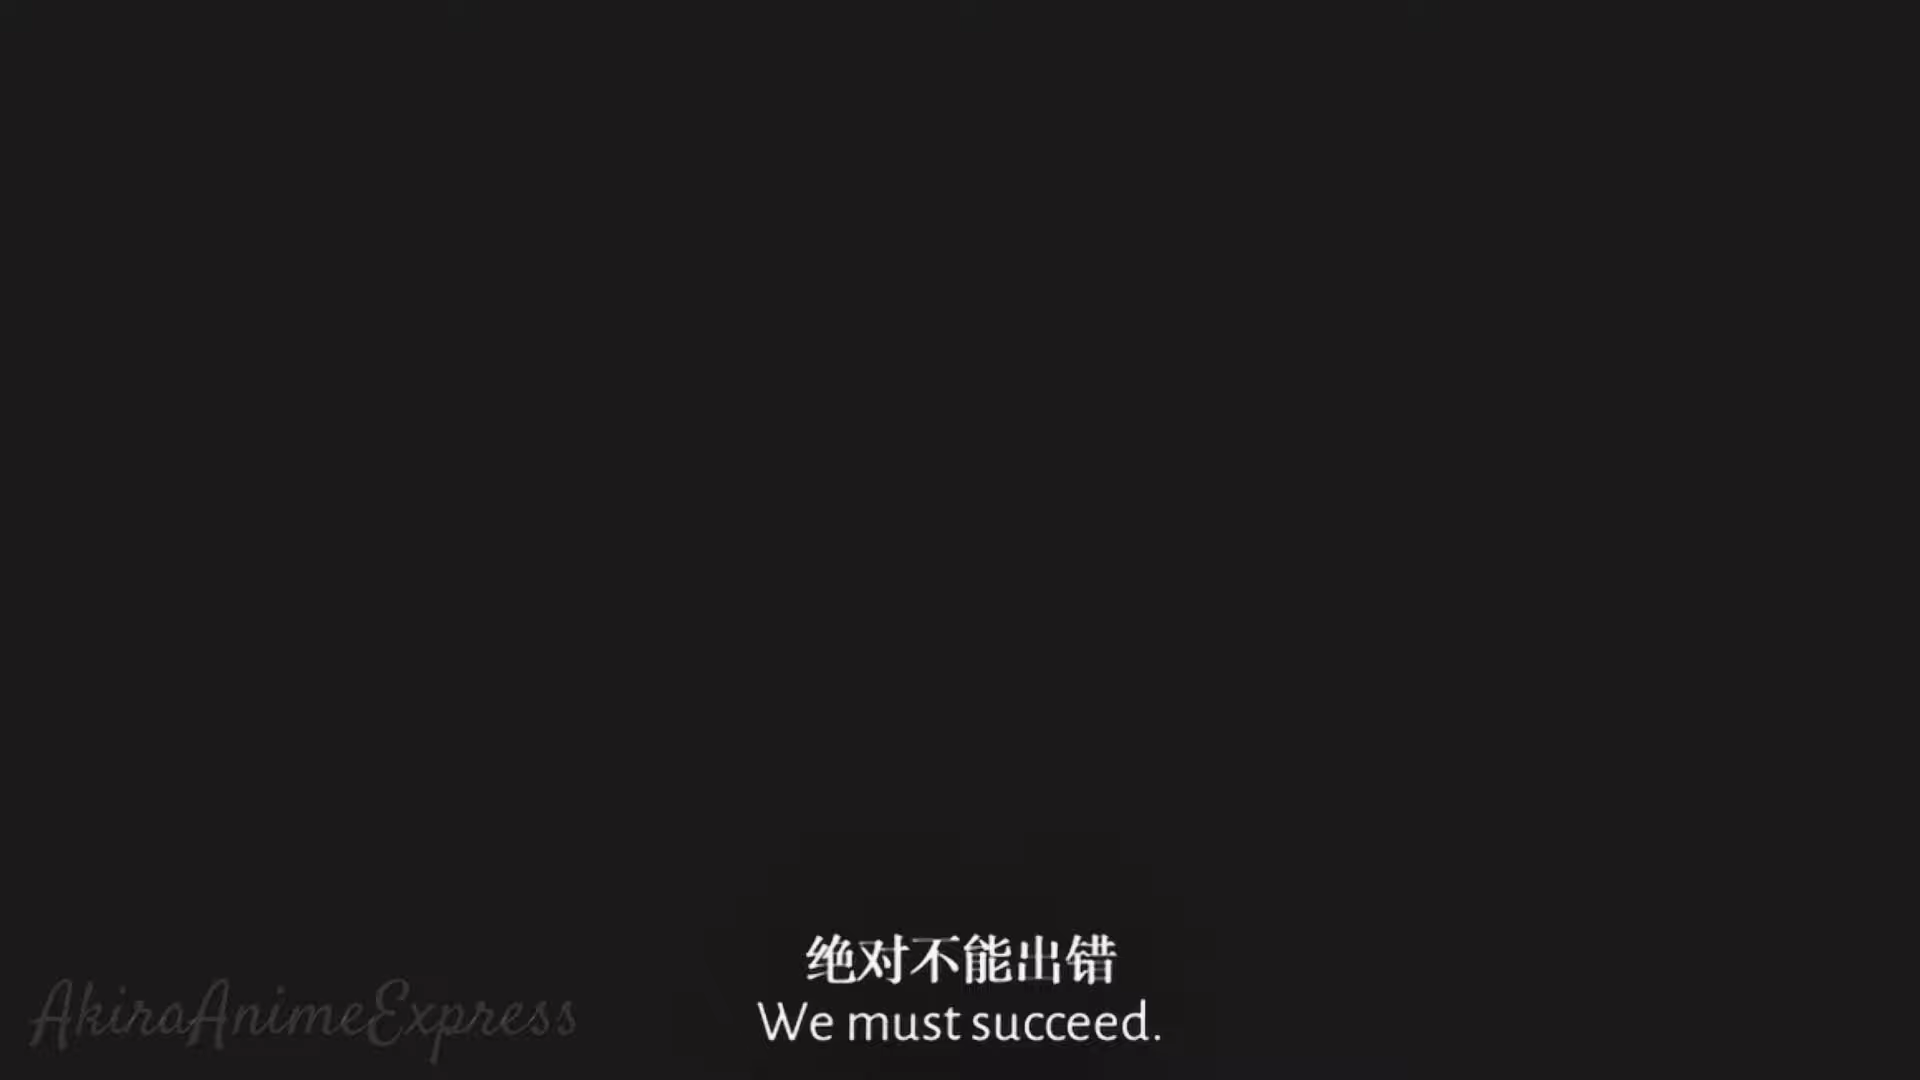 绝对不能出错
We must succeed.
AkiraAnimeExpress